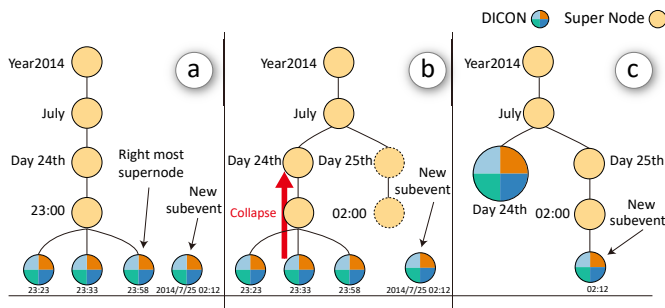 DICON
Super Node
a
Year2014
July
Day 24th
23:00
Right most
supernode
New
subevent
23:23
23:33
23:58
2014/7/25 02:12
b
Year2014
July
Day 24th
Day 25th
Collapse
02:00
New
subevent
23:23
23:33
23:58
2014/7/25 02:12
c
Year2014
July
Day 24th
Day 25th
02:00
New
subevent
02:12